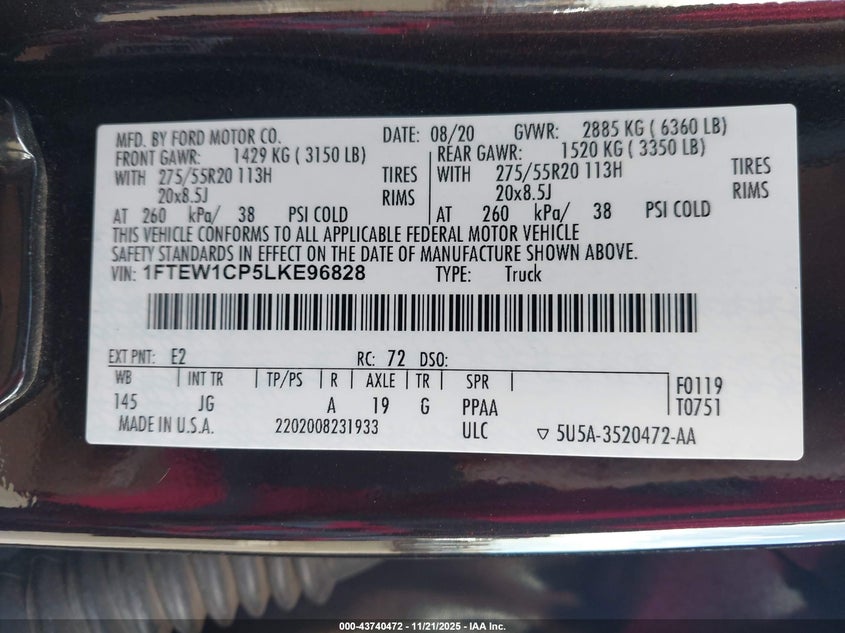 MFD. BY FORD MOTOR CO. DATE: 08/20 GVWR: 2885 KG ( 6360 LB)
FRONT GAWR: 1429 KG ( 3150 LB) REAR GAWR: 1520 KG ( 3350 LB)
WITH 275/55R20 113H TIRES WITH 275/55R20 113H TIRES
20x8.5J RIMS 20x8.5J RIMS
AT 260 kPa/ 38 PSI COLD AT 260 kPa/ 38 PSI COLD
THIS VEHICLE CONFORMS TO ALL APPLICABLE FEDERAL MOTOR VEHICLE
SAFETY STANDARDS IN EFFECT ON THE DATE OF MANUFACTURE SHOWN ABOVE.
VIN: 1FTEW1CP5LKE96828 TYPE: Truck
EXT PNT: E2 RC: 72 DSO:
WB INT TR TP/PS R AXLE TR SPR F0119
145 JG A 19 G PPAA T0751
MADE IN U.S.A. 2202008231933 ULC ▽ 5U5A-3520472-AA
000-43740472 — 11/21/2025 — IAA Inc.